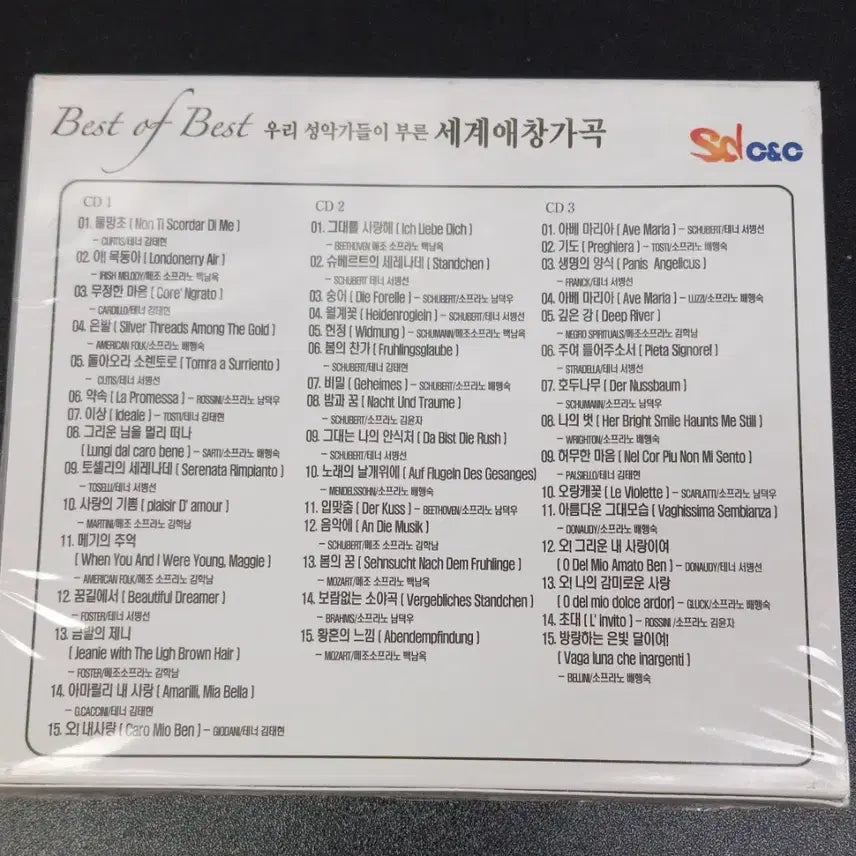 Best of Best 우리 성악가들이 부른 세계애창가곡
Sd C&C
CD 1
01. 물망초 ( Non Ti Scordar Di Me )
- CURTIS/테너 김태현
02. 아! 목동아 ( Londonerry Air )
- IRISH MELODY/메조 소프라노 백남옥
03. 무정한 마음 ( Core' Ngrato )
- CARDILLO/테너 김태현
04. 은발 ( Silver Threads Among The Gold )
- AMERICAN FOLK/소프라노 배행숙
05. 돌아오라 소렌토로 ( Tomra a Surriento )
- CUTIS/테너 서병선
06. 약속 ( La Promessa ) - ROSSINI/소프라노 남덕우
07. 이상 ( Ideale ) - TOSTI/테너 김태현
08. 그리운 님을 멀리 떠나
( Lungi dal caro bene ) - SARTI/소프라노 배행숙
09. 토셀리의 세레나데 ( Serenata Rimpianto )
- TOSELLI/테너 서병선
10. 사랑의 기쁨 ( plaisir D' amour )
- MARTINI/메조 소프라노 김학남
11. 메기의 추억
( When You And I Were Young, Maggie )
- AMERICAN FOLK/메조 소프라노 김학남
12. 꿈길에서 ( Beautiful Dreamer )
- FOSTER/테너 서병선
13. 금발의 제니
( Jeanie with The Ligh Brown Hair )
- FOSTER/메조소프라노 김학남
14. 아마릴리 내 사랑 ( Amarilli, Mia Bella )
- G.CACCINI/테너 김태현
15. 오! 내사랑 ( Caro Mio Ben ) - GIODANI/테너 김태현
CD 2
01. 그대를 사랑해 ( Ich Liebe Dich )
- BEETHOVEN 메조 소프라노 백남옥
02. 슈베르트의 세레나데 ( Standchen )
- SCHUBERT 테너 서병선
03. 숭어 ( Die Forelle ) - SCHUBERT/소프라노 남덕우
04. 월계꽃 ( Heidenroglein ) - SCHUBERT/소프라노 배행숙
05. 헌정 ( Widmung ) - SCHUMANN/메조소프라노 백남옥
06. 봄의 찬가 ( Fruhlingsglaube )
- SCHUBERT/테너 김태현
07. 비밀 ( Geheimes ) - SCHUBERT/소프라노 배행숙
08. 밤과 꿈 ( Nacht Und Traume )
- SCHUBERT/소프라노 김윤자
09. 그대는 나의 안식처 ( Da Bist Die Rush )
- SCHUBERT/테너 서병선
10. 노래의 날개위에 ( Auf Flugeln Des Gesanges)
- MENDELSSOHN/소프라노 배행숙
11. 입맞춤 ( Der Kuss ) - BEETHOVEN/소프라노 남덕우
12. 음악에 ( An Die Musik )
- SCHUBERT/메조 소프라노 김학남
13. 봄의 꿈 ( Sehnsucht Nach Dem Fruhlinge )
- MOZART/메조 소프라노 백남옥
14. 보람없는 소야곡 ( Vergebliches Standchen )
- BRAHMS/소프라노 남덕우
15. 황혼의 느낌 ( Abendempfindung )
- MOZART/메조소프라노 백남옥
CD 3
01. 아베 마리아 ( Ave Maria ) - SCHUBERT/테너 서병선
02. 기도 ( Preghiera ) - TOSTI/소프라노 배행숙
03. 생명의 양식 ( Panis Angelicus )
- FRANCK/테너 서병선
04. 아베 마리아 ( Ave Maria ) - LUZZI/소프라노 배행숙
05. 깊은 강 ( Deep River )
- NEGRO SPIRITUALS/메조소프라노 김학남
06. 주여 들어주소서 ( Pieta Signore! )
- STRADELLA/테너 서병선
07. 호두나무 ( Der Nussbaum )
- SCHUMANN/소프라노 남덕우
08. 나의 벗 ( Her Bright Smile Haunts Me Still )
- WRIGHTON/소프라노 배행숙
09. 허무한 마음 ( Nel Cor Piu Non Mi Sento )
- PALSIELLO/테너 김태현
10. 오랑캐꽃 ( Le Violette ) - SCARLATTI/소프라노 남덕우
11. 아름다운 그대모습 ( Vaghissima Sembianza )
- DONAUDY/소프라노 배행숙
12. 오! 그리운 내 사랑이여
( O Del Mio Amato Ben ) - DONAUDY/테너 서병선
13. 오! 나의 감미로운 사랑
( O del mio dolce ardor) - GLUCK/소프라노 배행숙
14. 초대 ( L' Invito ) - ROSSINI /소프라노 김윤자
15. 방랑하는 은빛 달이여!
( Vaga luna che inargenti )
- BELLINI/소프라노 배행숙